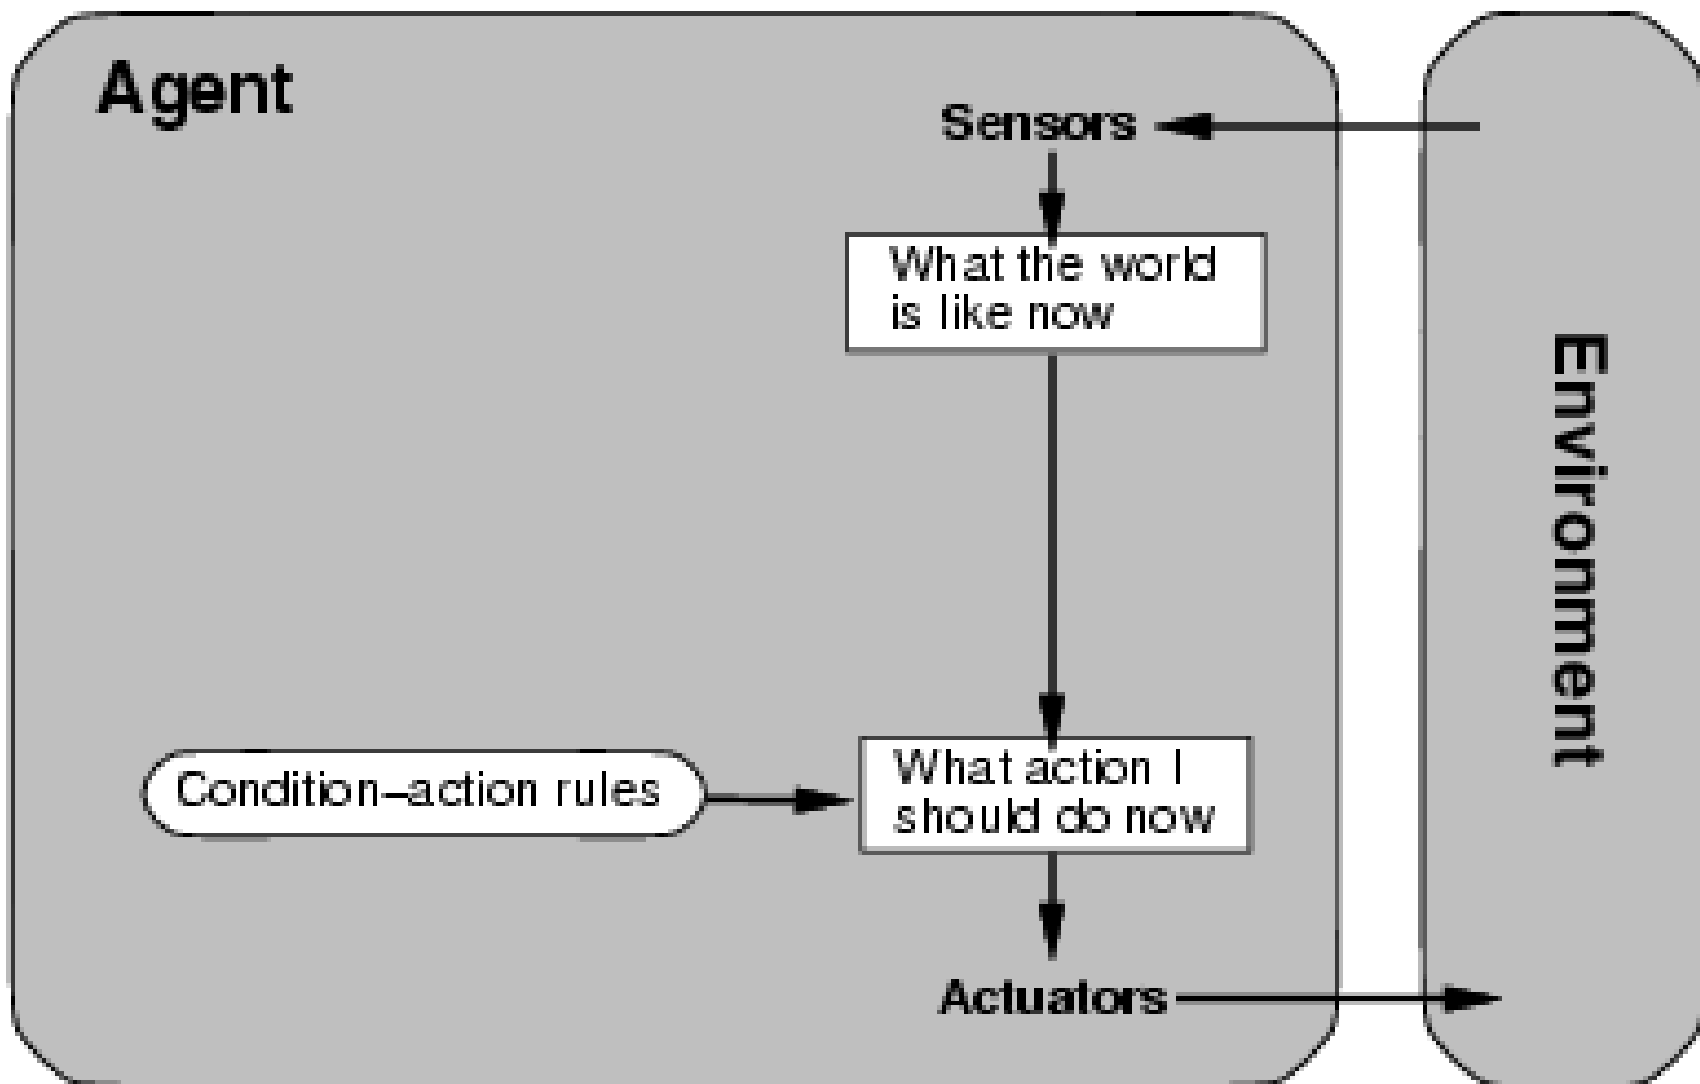 Agent
Sensors
What the world
is like now
Environment
Condition–action rules
What action I
should do now
Actuators